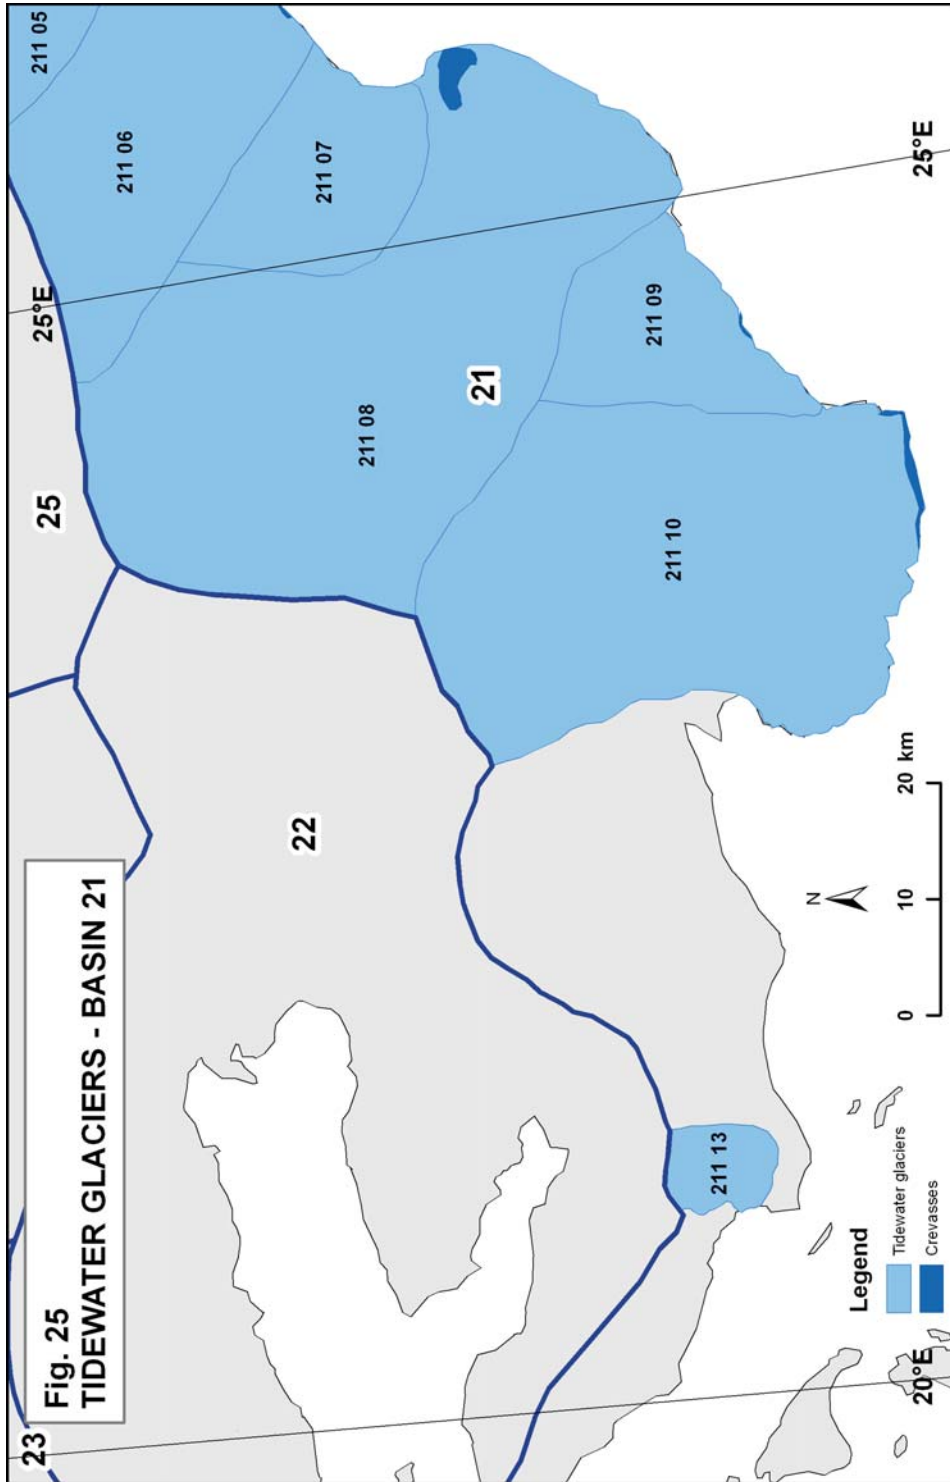 Fig. 25
TIDEWATER GLACIERS - BASIN 21
23
25
25°E
211 05
211 06
211 07
22
211 08
21
211 09
211 10
211 13
N
0 10 20 km
Legend
Tidewater glaciers
Crevasses
20°E
25°E